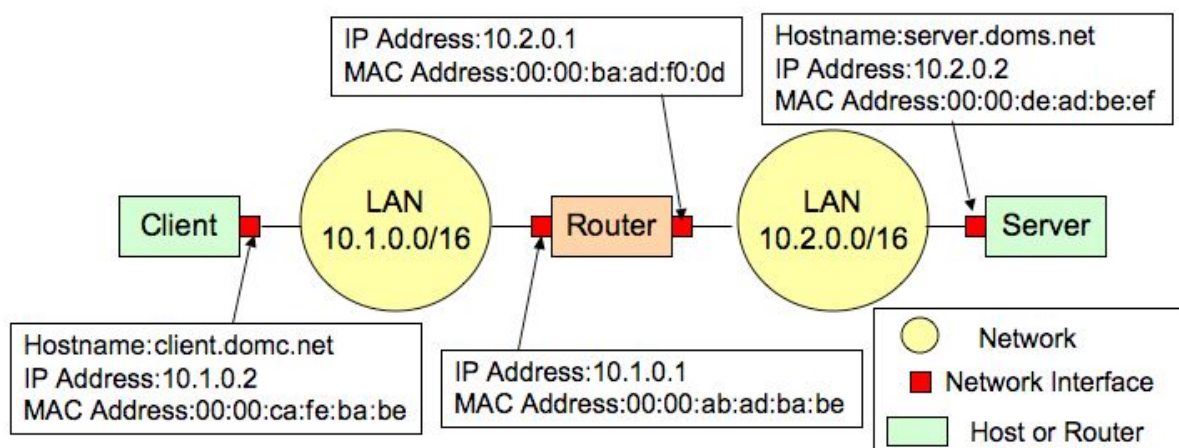 IP Address:10.2.0.1
MAC Address:00:00:ba:ad:f0:0d
Hostname:server.doms.net
IP Address:10.2.0.2
MAC Address:00:00:de:ad:be:ef
Client
LAN
10.1.0.0/16
Router
LAN
10.2.0.0/16
Server
Hostname:client.domc.net
IP Address:10.1.0.2
MAC Address:00:00:ca:fe:ba:be
IP Address:10.1.0.1
MAC Address:00:00:ab:ad:ba:be
Network
Network Interface
Host or Router